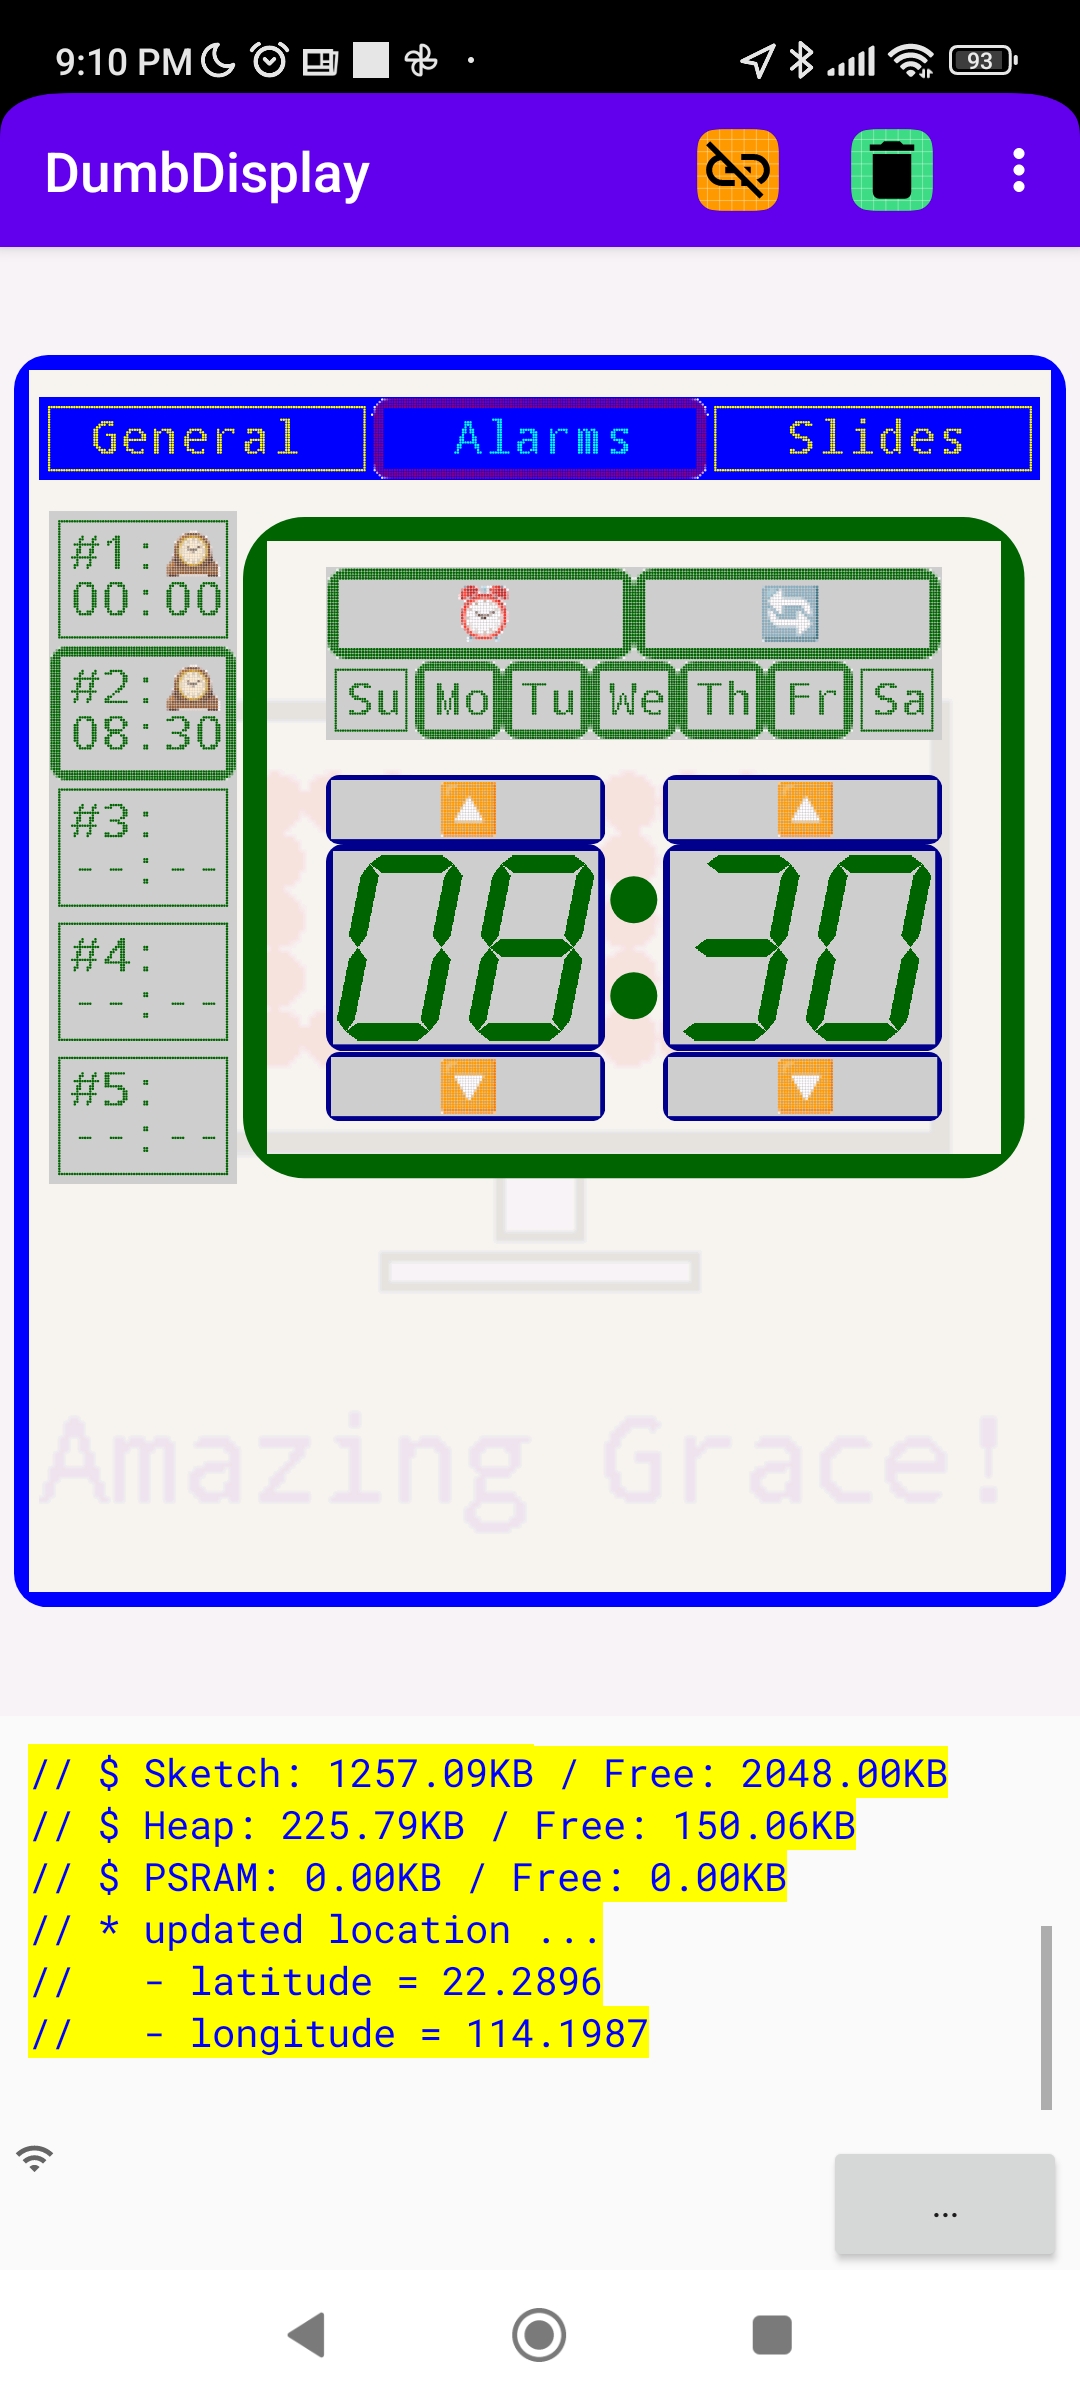 9:10 PM
93
DumbDisplay
General Alarms Slides
#1:
00:00
#2:
08:30
#3:
--:--
#4:
--:--
#5:
--:--
Su Mo Tu We Th Fr Sa
08:30
Amazing Grace!
// $ Sketch: 1257.09KB / Free: 2048.00KB
// $ Heap: 225.79KB / Free: 150.06KB
// $ PSRAM: 0.00KB / Free: 0.00KB
// * updated location ...
//   - latitude = 22.2896
//   - longitude = 114.1987
...